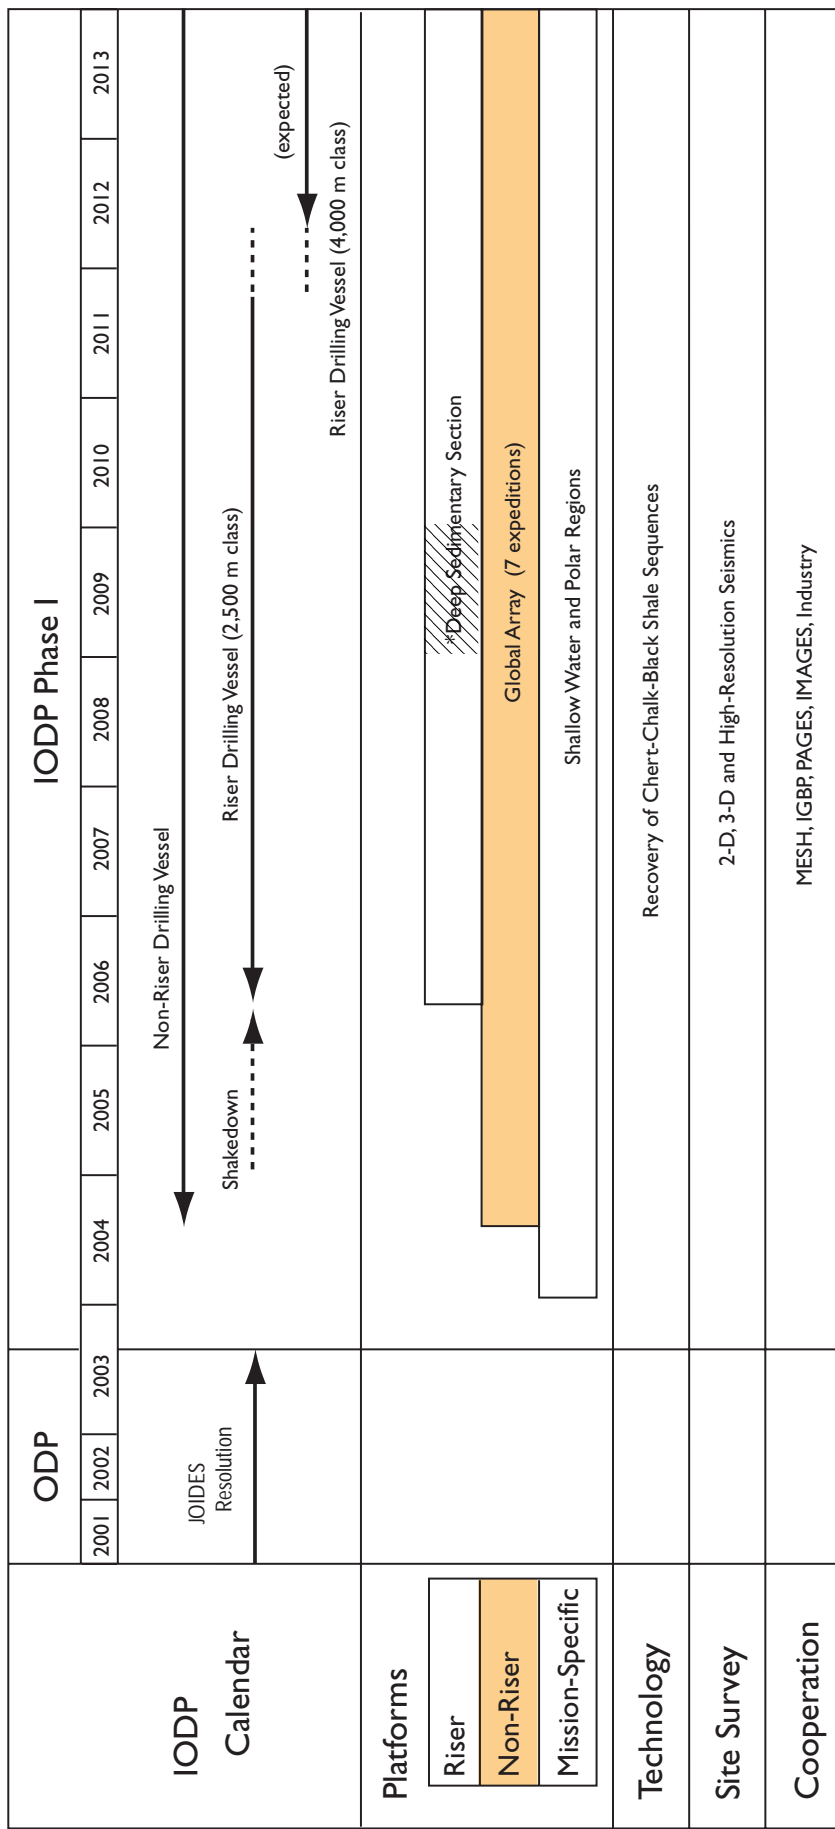 ODP
IODP Phase I
2001
2002
2003
2004
2005
2006
2007
2008
2009
2010
2011
2012
2013
IODP
Calendar
JOIDES
Resolution
Non-Riser Drilling Vessel
Shakedown
Riser Drilling Vessel (2,500 m class)
(expected)
Riser Drilling Vessel (4,000 m class)
Platforms
Riser
*Deep Sedimentary Section
Non-Riser
Global Array (7 expeditions)
Mission-Specific
Shallow Water and Polar Regions
Technology
Recovery of Chert-Chalk-Black Shale Sequences
Site Survey
2-D, 3-D and High-Resolution Seismics
Cooperation
MESH, IGBP, PAGES, IMAGES, Industry